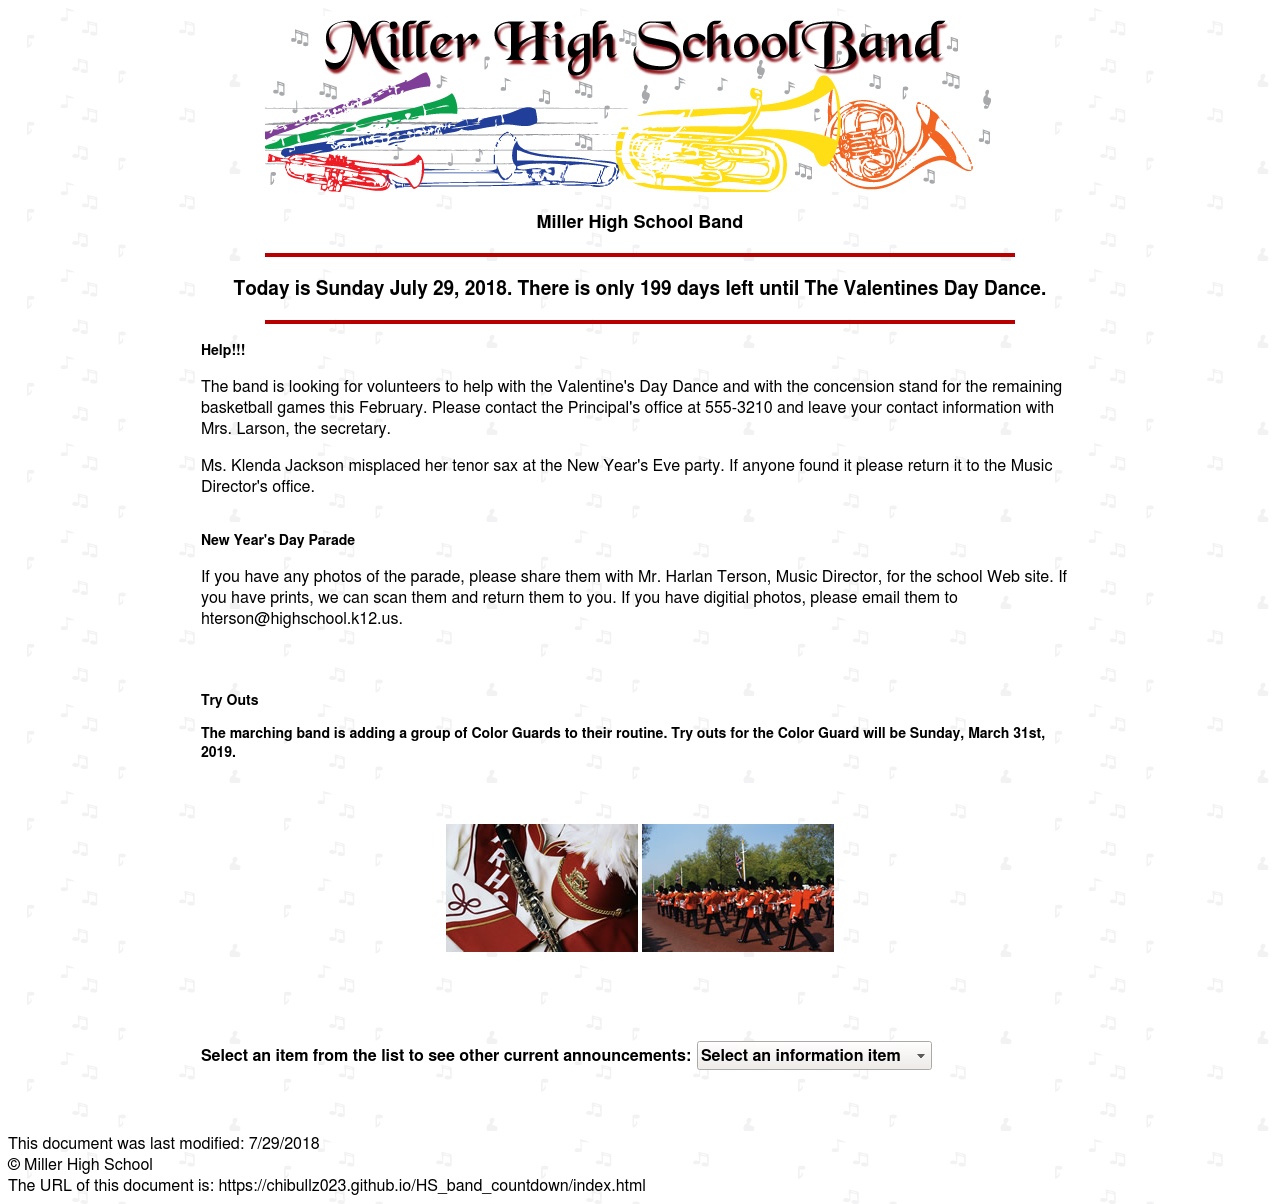 Miller High School Band
Miller High School Band
Today is Sunday July 29, 2018. There is only 199 days left until The Valentines Day Dance.
Help!!!
The band is looking for volunteers to help with the Valentine's Day Dance and with the concension stand for the remaining
basketball games this February. Please contact the Principal's office at 555-3210 and leave your contact information with
Mrs. Larson, the secretary.
Ms. Klenda Jackson misplaced her tenor sax at the New Year's Eve party. If anyone found it please return it to the Music
Director's office.
New Year's Day Parade
If you have any photos of the parade, please share them with Mr. Harlan Terson, Music Director, for the school Web site. If
you have prints, we can scan them and return them to you. If you have digitial photos, please email them to
hterson@highschool.k12.us.
Try Outs
The marching band is adding a group of Color Guards to their routine. Try outs for the Color Guard will be Sunday, March 31st,
2019.
Select an item from the list to see other current announcements: Select an information item
This document was last modified: 7/29/2018
© Miller High School
The URL of this document is: https://chibullz023.github.io/HS_band_countdown/index.html